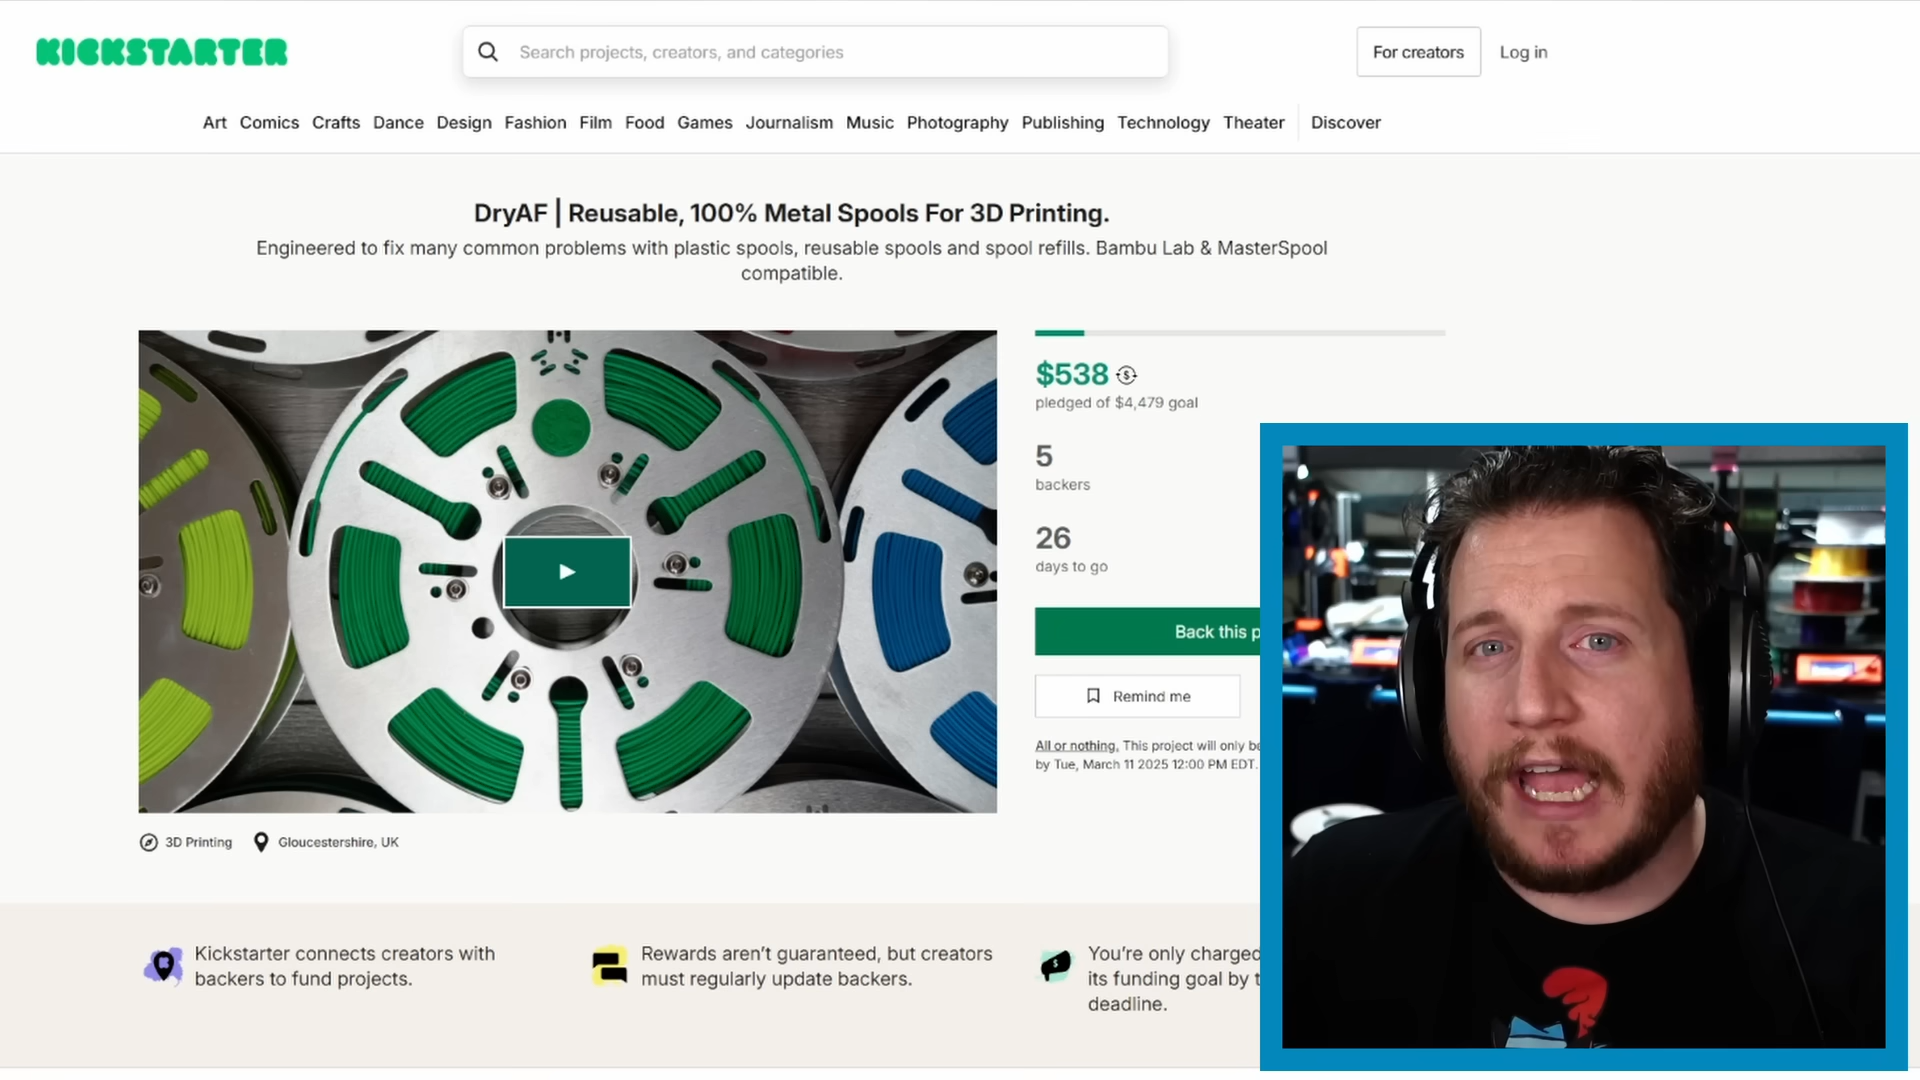 KICKSTARTER
Search projects, creators, and categories
For creators
Log in
Art Comics Crafts Dance Design Fashion Film Food Games Journalism Music Photography Publishing Technology Theater Discover
DryAF | Reusable, 100% Metal Spools For 3D Printing.
Engineered to fix many common problems with plastic spools, reusable spools and spool refills. Bambu Lab & MasterSpool
compatible.
$538
pledged of $4,479 goal
5
backers
26
days to go
Back this p
Remind me
All or nothing. This project will only b
by Tue, March 11 2025 12:00 PM EDT.
3D Printing
Gloucestershire, UK
Kickstarter connects creators with
backers to fund projects.
Rewards aren't guaranteed, but creators
must regularly update backers.
You're only charged
its funding goal by t
deadline.